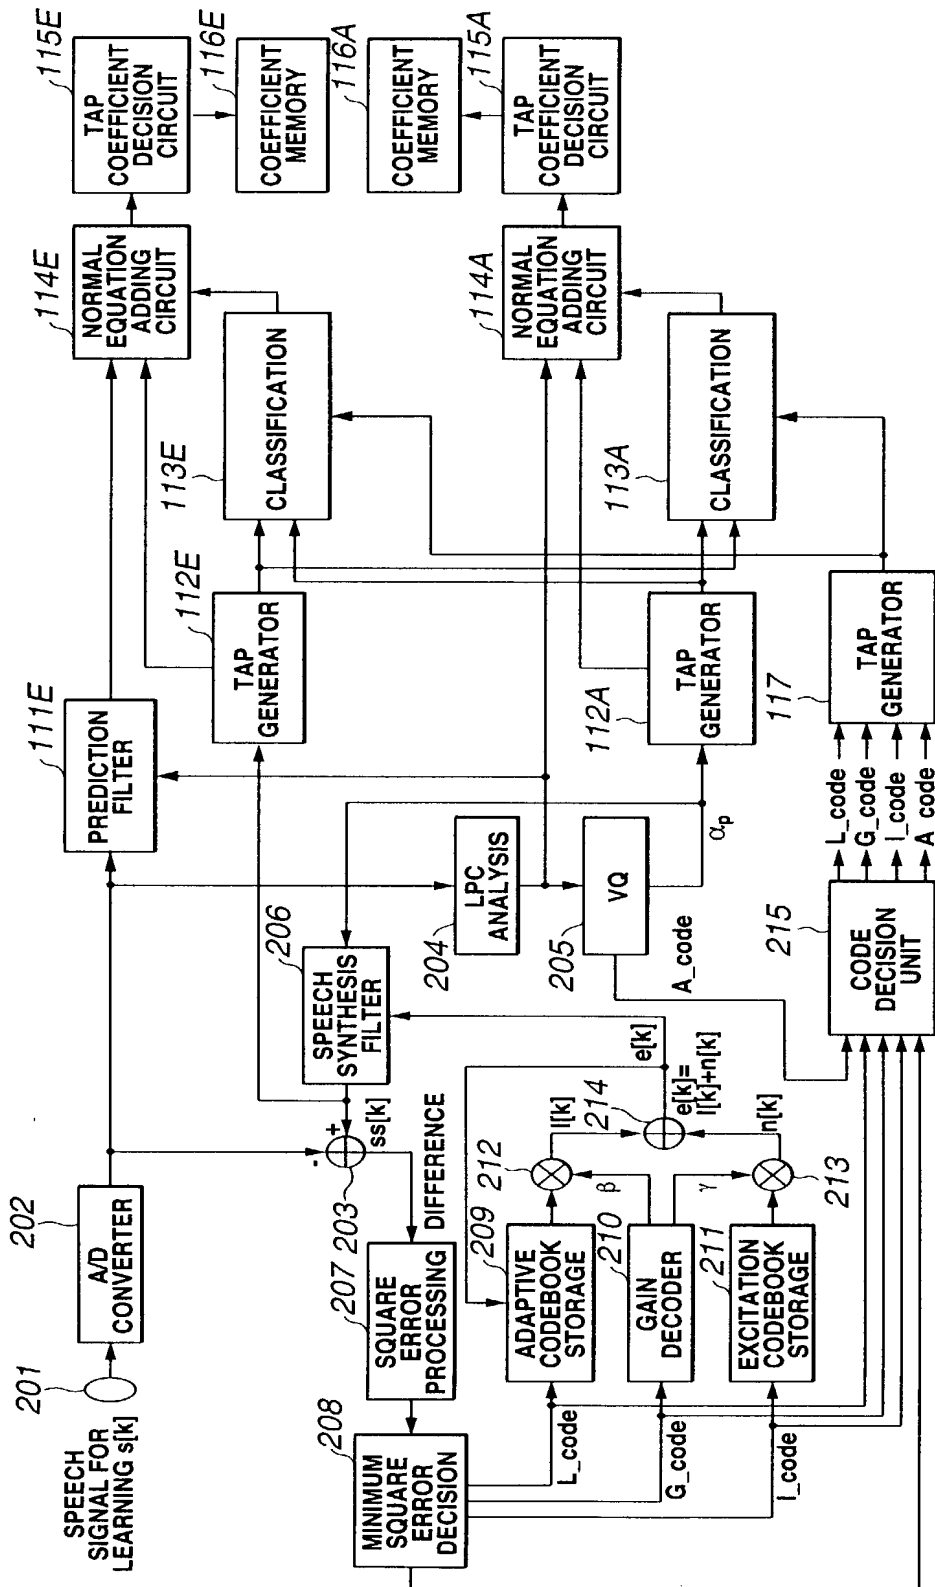 SPEECH
SIGNAL FOR
LEARNING s[k]
201
A/D
CONVERTER
202
PREDICTION
FILTER
111E
NORMAL
EQUATION
ADDING
CIRCUIT
114E
TAP
COEFFICIENT
DECISION
CIRCUIT
115E
COEFFICIENT
MEMORY
116E
TAP
GENERATOR
112E
CLASSIFICATION
113E
COEFFICIENT
MEMORY
116A
TAP
COEFFICIENT
DECISION
CIRCUIT
115A
NORMAL
EQUATION
ADDING
CIRCUIT
114A
CLASSIFICATION
113A
TAP
GENERATOR
112A
TAP
GENERATOR
117
-
+
ss[k]
203
DIFFERENCE
SPEECH
SYNTHESIS
FILTER
206
LPC
ANALYSIS
204
VQ
205
αp
A_code
SQUARE
ERROR
PROCESSING
207
MINIMUM
SQUARE
ERROR
DECISION
208
L_code
G_code
I_code
ADAPTIVE
CODEBOOK
STORAGE
209
GAIN
DECODER
210
EXCITATION
CODEBOOK
STORAGE
211
β
γ
212
213
l[k]
n[k]
214
e[k]
e[k]=
l[k]+n[k]
CODE
DECISION
UNIT
215
L_code
G_code
I_code
A_code